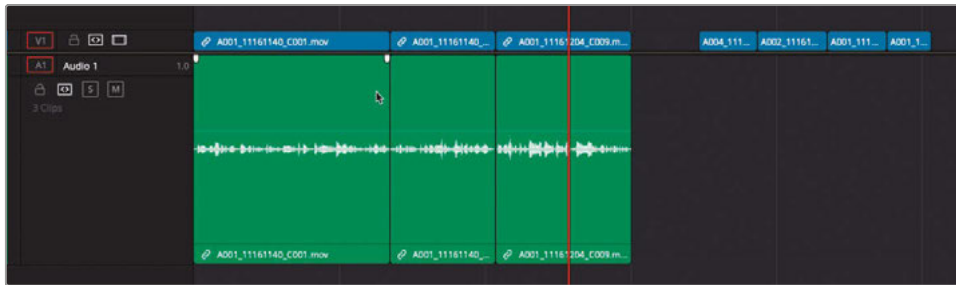 V1 A001_11161140_C001.mov A001_11161140_... A001_11161204_C009.m... A004_111... A002_11161... A001_111... A001_1...
A1 Audio 1 1.0
S M
3 Clips
A001_11161140_C001.mov A001_11161140_... A001_11161204_C009.m...